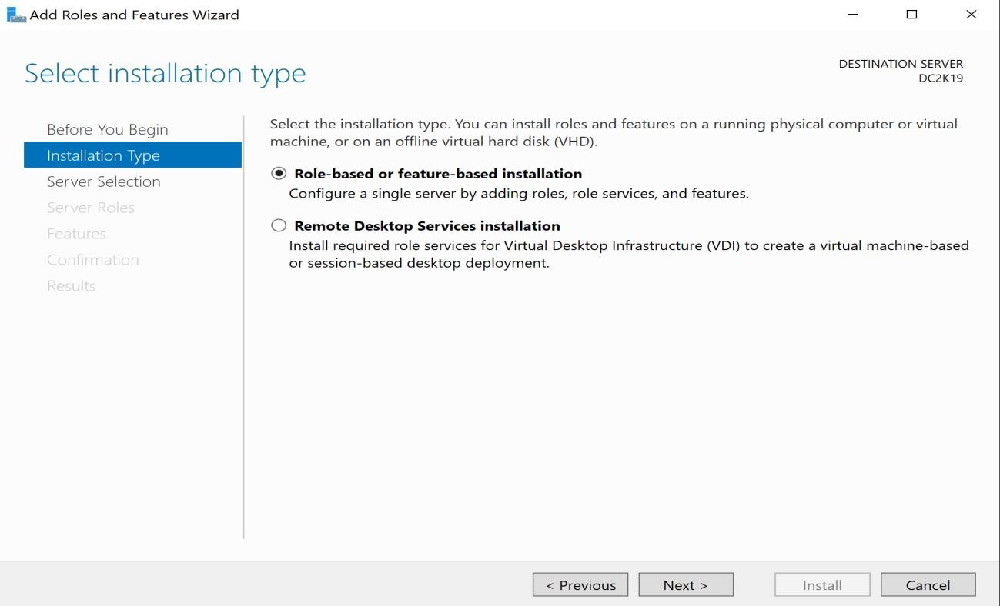 Add Roles and Features Wizard
Select installation type
DESTINATION SERVER
DC2K19
Before You Begin
Installation Type
Server Selection
Server Roles
Features
Confirmation
Results
Select the installation type. You can install roles and features on a running physical computer or virtual
machine, or on an offline virtual hard disk (VHD).
Role-based or feature-based installation
Configure a single server by adding roles, role services, and features.
Remote Desktop Services installation
Install required role services for Virtual Desktop Infrastructure (VDI) to create a virtual machine-based
or session-based desktop deployment.
< Previous
Next >
Install
Cancel